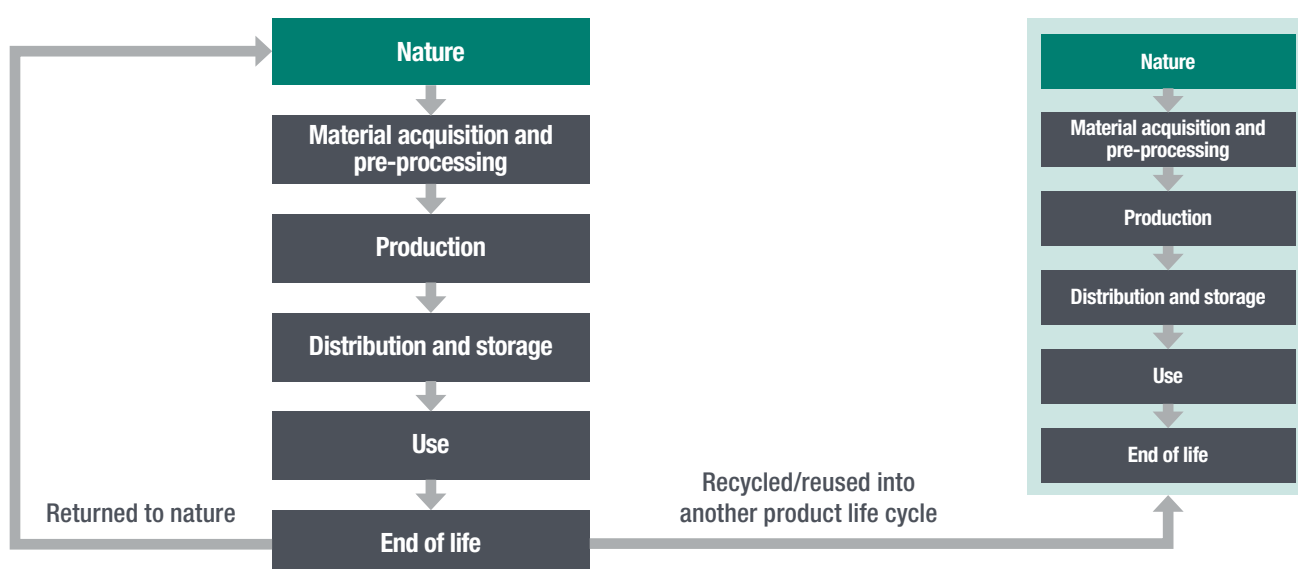 Nature
Material acquisition and
pre-processing
Production
Distribution and storage
Use
End of life
Returned to nature
Recycled/reused into
another product life cycle
Nature
Material acquisition and
pre-processing
Production
Distribution and storage
Use
End of life